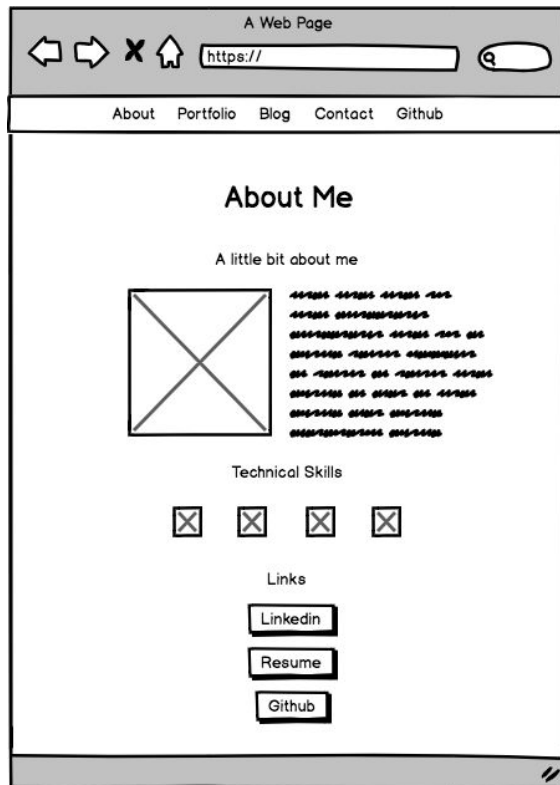 A Web Page
https://
About Portfolio Blog Contact Github
About Me
A little bit about me
Technical Skills
Links
Linkedin
Resume
Github